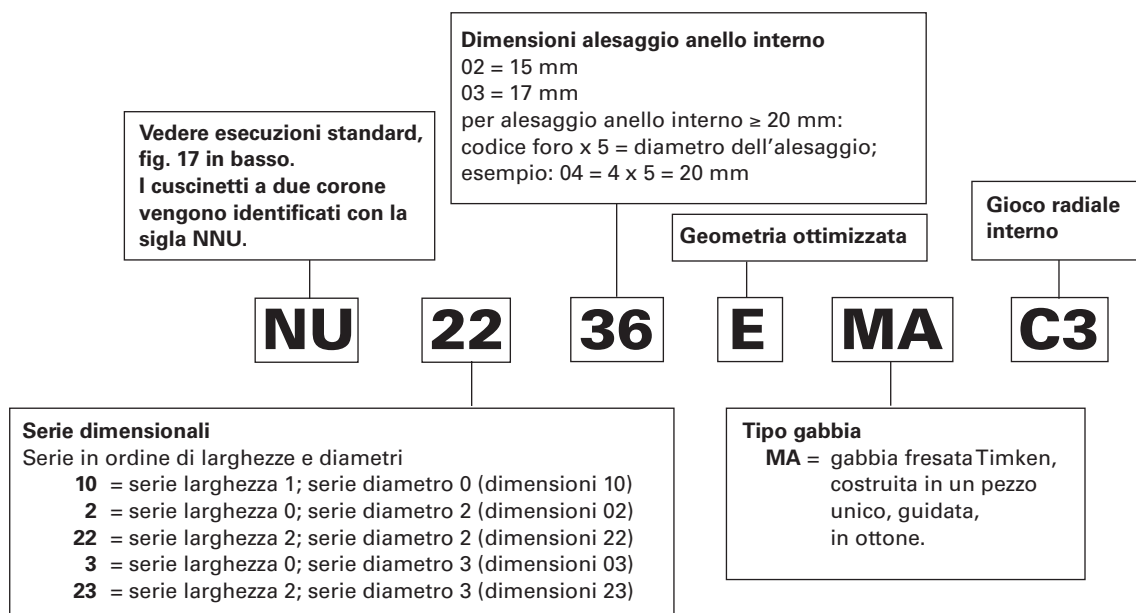 Dimensioni alesaggio anello interno
02 = 15 mm
03 = 17 mm
per alesaggio anello interno ≥ 20 mm:
codice foro x 5 = diametro dell'alesaggio;
esempio: 04 = 4 x 5 = 20 mm
Vedere esecuzioni standard,
fig. 17 in basso.
I cuscinetti a due corone
vengono identificati con la
sigla NNU.
Geometria ottimizzata
Gioco radiale
interno
NU 22 36 E MA C3
Serie dimensionali
Serie in ordine di larghezze e diametri
10 = serie larghezza 1; serie diametro 0 (dimensioni 10)
2 = serie larghezza 0; serie diametro 2 (dimensioni 02)
22 = serie larghezza 2; serie diametro 2 (dimensioni 22)
3 = serie larghezza 0; serie diametro 3 (dimensioni 03)
23 = serie larghezza 2; serie diametro 3 (dimensioni 23)
Tipo gabbia
MA = gabbia fresata Timken,
costruita in un pezzo
unico, guidata,
in ottone.